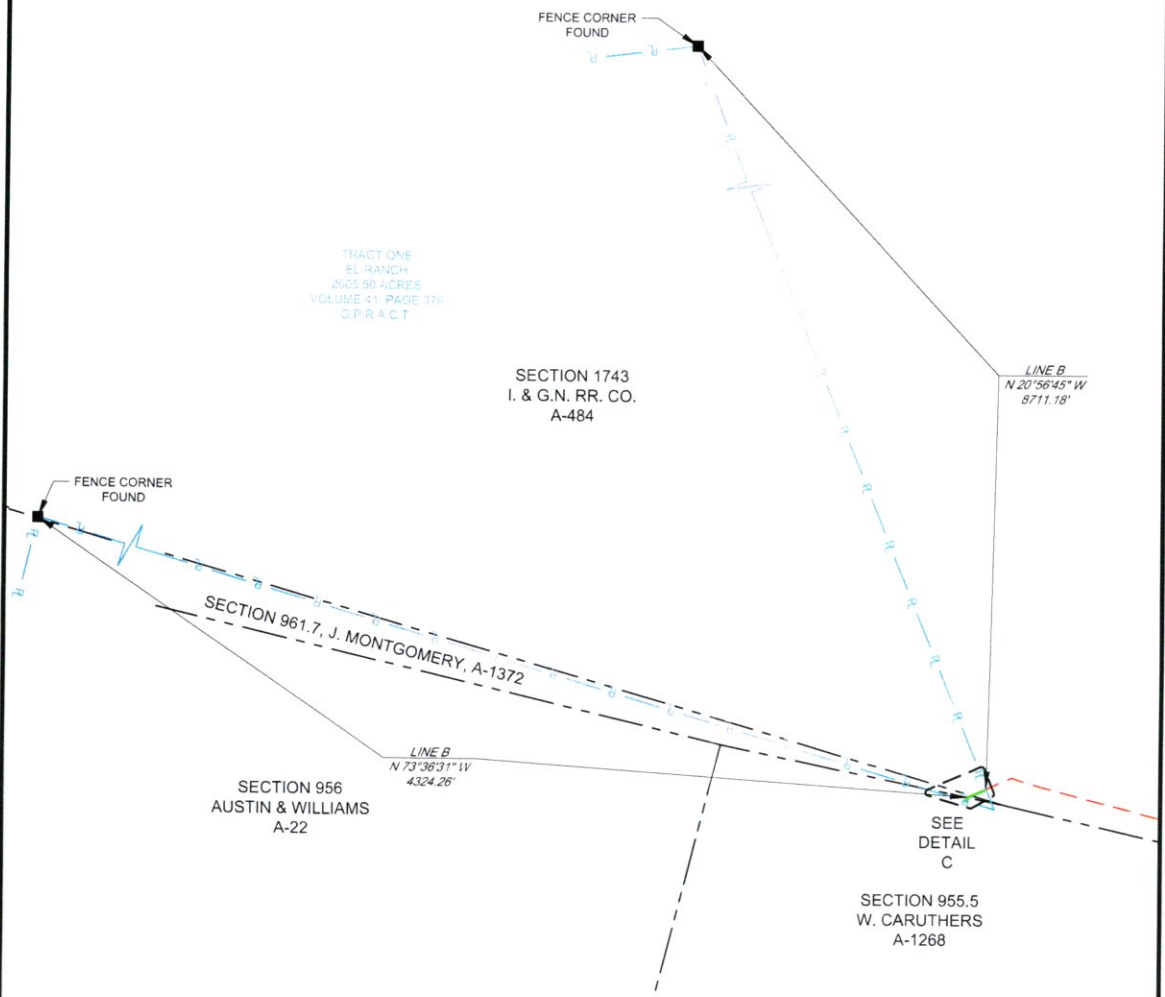 FENCE CORNER
FOUND
TRACT ONE
EL RANCH
2605.50 ACRES
VOLUME 41, PAGE 379
O.P.R.A.C.T
SECTION 1743
I. & G.N. RR. CO.
A-484
LINE B
N 20°56'45" W
8711.18'
FENCE CORNER
FOUND
SECTION 961.7, J. MONTGOMERY, A-1372
LINE B
N 73°36'31" W
4324.26'
SECTION 956
AUSTIN & WILLIAMS
A-22
SEE
DETAIL
C
SECTION 955.5
W. CARUTHERS
A-1268